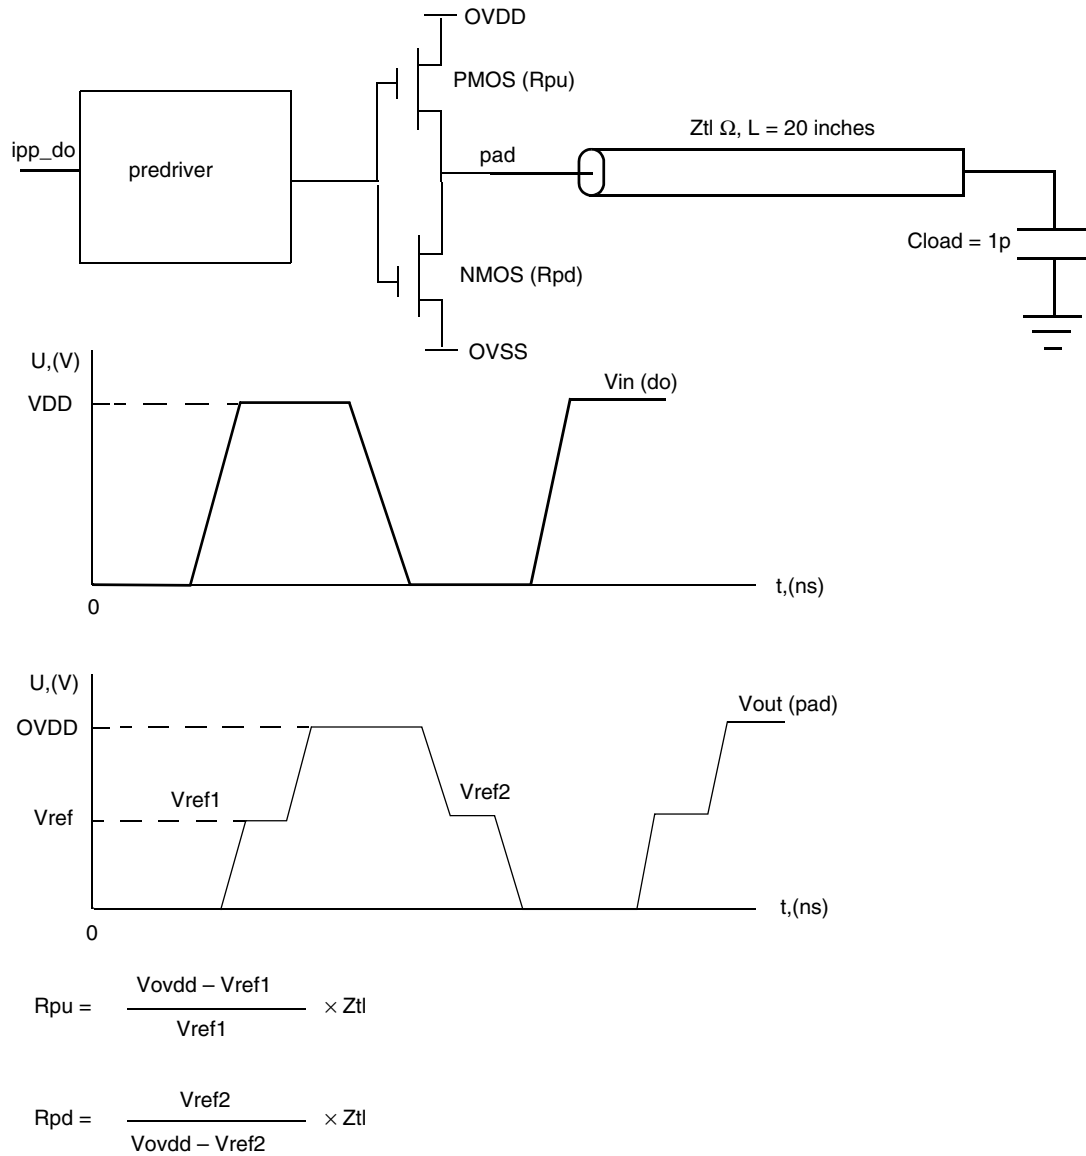 OVDD
PMOS (Rpu)
Ztl Ω, L = 20 inches
ipp_do
predriver
pad
Cload = 1p
NMOS (Rpd)
OVSS
U,(V)
VDD
Vin (do)
t,(ns)
0
U,(V)
OVDD
Vout (pad)
Vref1
Vref2
Vref
t,(ns)
0
Vovdd – Vref1
Rpu = × Ztl
Vref1
Vref2
Rpd = × Ztl
Vovdd – Vref2